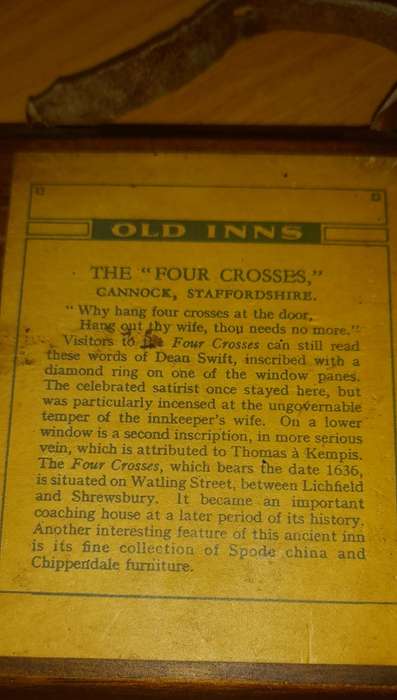 OLD INNS
THE "FOUR CROSSES,"
CANNOCK, STAFFORDSHIRE.
"Why hang four crosses at the door,
Hang out thy wife, thou needs no more."
Visitors to the Four Crosses can still read
these words of Dean Swift, inscribed with a
diamond ring on one of the window panes.
The celebrated satirist once stayed here, but
was particularly incensed at the ungovernable
temper of the innkeeper's wife. On a lower
window is a second inscription, in more serious
vein, which is attributed to Thomas à Kempis.
The Four Crosses, which bears the date 1636,
is situated on Watling Street, between Lichfield
and Shrewsbury. It became an important
coaching house at a later period of its history.
Another interesting feature of this ancient inn
is its fine collection of Spode china and
Chippendale furniture.